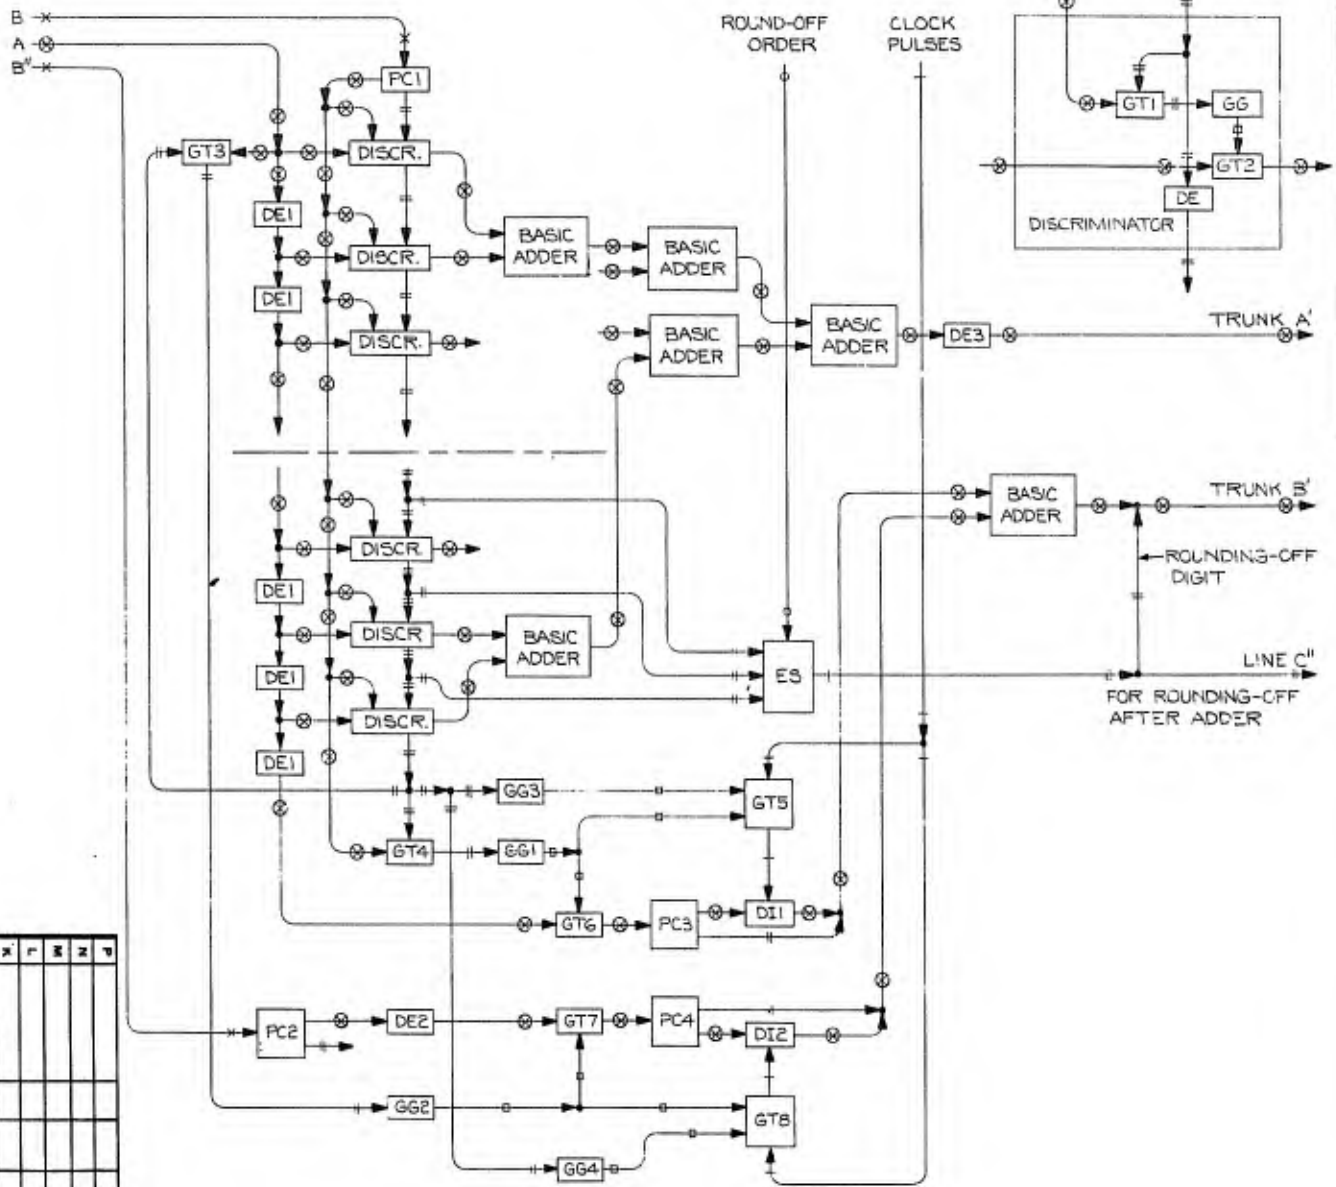 B
A
B"
PC1
GT3
DISCR.
DE1
DISCR.
DE1
DISCR.
BASIC
ADDER
BASIC
ADDER
BASIC
ADDER
BASIC
ADDER
DE3
TRUNK A'
ROUND-OFF
ORDER
CLOCK
PULSES
GT1
GG
GT2
DE
DISCRIMINATOR
DISCR.
DE1
DISCR
DE1
DISCR.
DE1
BASIC
ADDER
ES
BASIC
ADDER
TRUNK B'
ROUNDING-OFF
DIGIT
LINE C"
FOR ROUNDING-OFF
AFTER ADDER
GG3
GT5
GT4
GG1
GT6
PC3
DI1
PC2
DE2
GT7
PC4
DI2
GG2
GT8
GG4
P
N
M
L
K